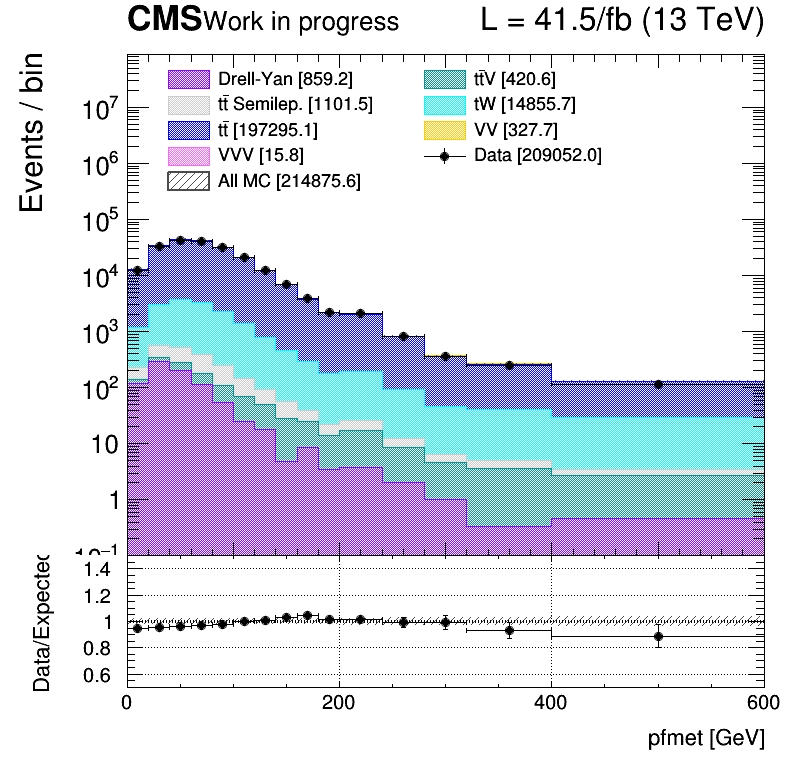 CMS Work in progress L = 41.5/fb (13 TeV)
Events / bin
Drell-Yan [859.2] tt̄V [420.6]
tt̄ Semilep. [1101.5] tW [14855.7]
tt̄ [197295.1] VV [327.7]
VVV [15.8] Data [209052.0]
All MC [214875.6]
10⁷
10⁶
10⁵
10⁴
10³
10²
10
1
10⁻¹
Data/Expected
1.4
1.2
1
0.8
0.6
0 200 400 600
pfmet [GeV]